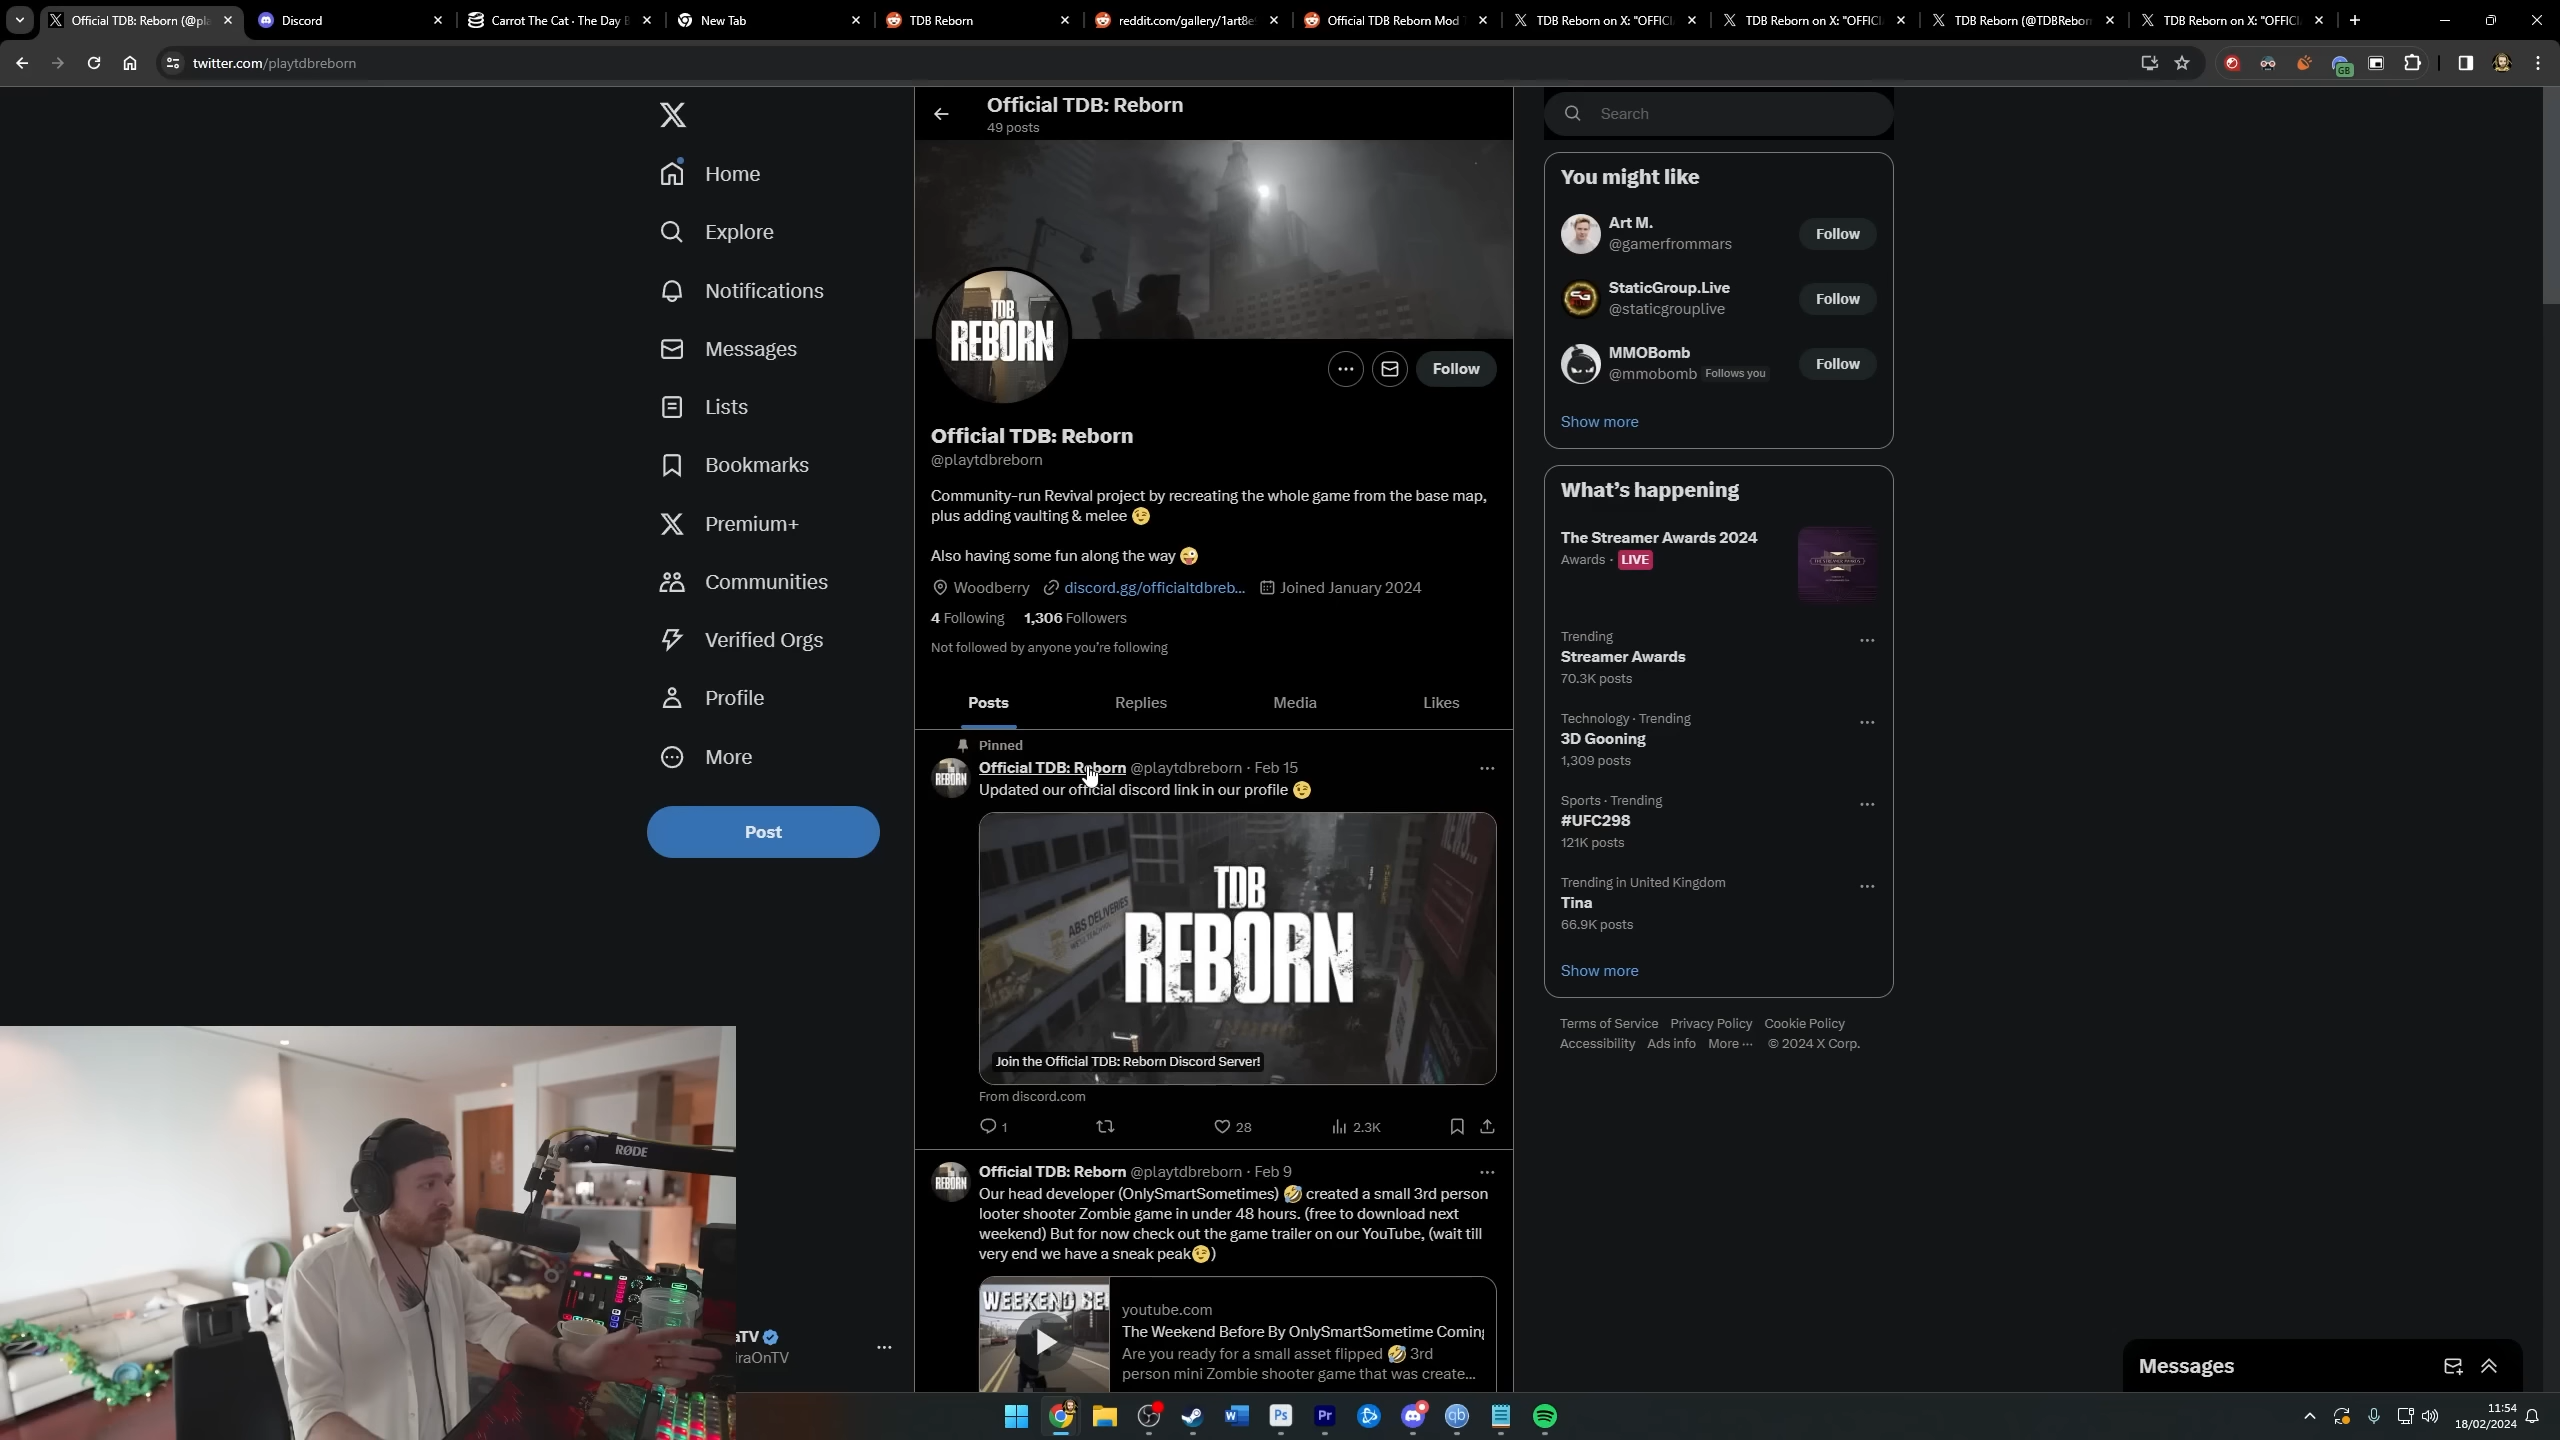 Official TDB: Reborn (@pla
Discord
Carrot The Cat · The Day B
New Tab
TDB Reborn
reddit.com/gallery/1art8e
Official TDB Reborn Mod T
TDB Reborn on X: "OFFICI
TDB Reborn on X: "OFFICI
TDB Reborn (@TDBRebor
TDB Reborn on X: "OFFICI
twitter.com/playtdbreborn
GB
Home
Explore
Notifications
Messages
Lists
Bookmarks
Premium+
Communities
Verified Orgs
Profile
More
Post
aTV
iraOnTV
Official TDB: Reborn
49 posts
TDB
REBORN
Follow
Official TDB: Reborn
@playtdbreborn
Community-run Revival project by recreating the whole game from the base map,
plus adding vaulting & melee 😉
Also having some fun along the way 😜
Woodberry discord.gg/officialtdbreb... Joined January 2024
4 Following 1,306 Followers
Not followed by anyone you're following
Posts Replies Media Likes
Pinned
REBORN
Official TDB: Reborn @playtdbreborn · Feb 15
Updated our official discord link in our profile 😉
ABS DELIVERIES
TDB
REBORN
Join the Official TDB: Reborn Discord Server!
From discord.com
1 28 2.3K
REBORN
Official TDB: Reborn @playtdbreborn · Feb 9
Our head developer (OnlySmartSometimes) 🤣 created a small 3rd person
looter shooter Zombie game in under 48 hours. (free to download next
weekend) But for now check out the game trailer on our YouTube, (wait till
very end we have a sneak peak😉)
WEEKEND BE
youtube.com
The Weekend Before By OnlySmartSometime Coming
Are you ready for a small asset flipped 🤣 3rd
person mini Zombie shooter game that was create...
Search
You might like
Art M.
@gamerfrommars
Follow
SG
StaticGroup.Live
@staticgrouplive
Follow
MMOBomb
@mmobomb Follows you
Follow
Show more
What's happening
The Streamer Awards 2024
Awards · LIVE
Trending
Streamer Awards
70.3K posts
Technology · Trending
3D Gooning
1,309 posts
Sports · Trending
#UFC298
121K posts
Trending in United Kingdom
Tina
66.9K posts
Show more
Terms of Service Privacy Policy Cookie Policy
Accessibility Ads info More ··· © 2024 X Corp.
Messages
RØDE
W
Ps
Pr
qb
11:54
18/02/2024